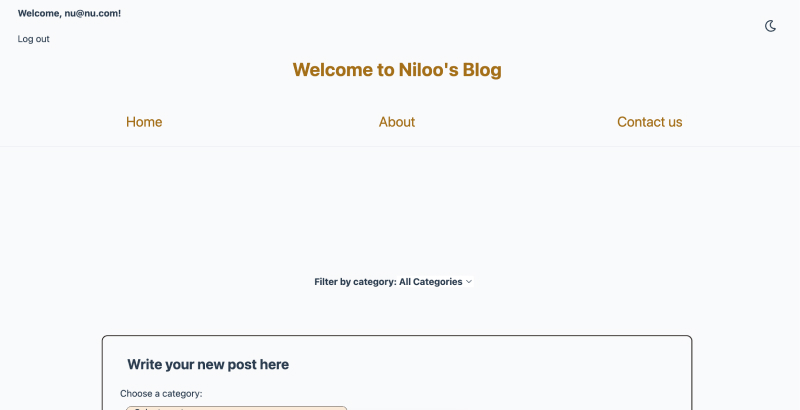 Welcome, nu@nu.com!
Log out
Welcome to Niloo's Blog
Home About Contact us
Filter by category: All Categories
Write your new post here
Choose a category: